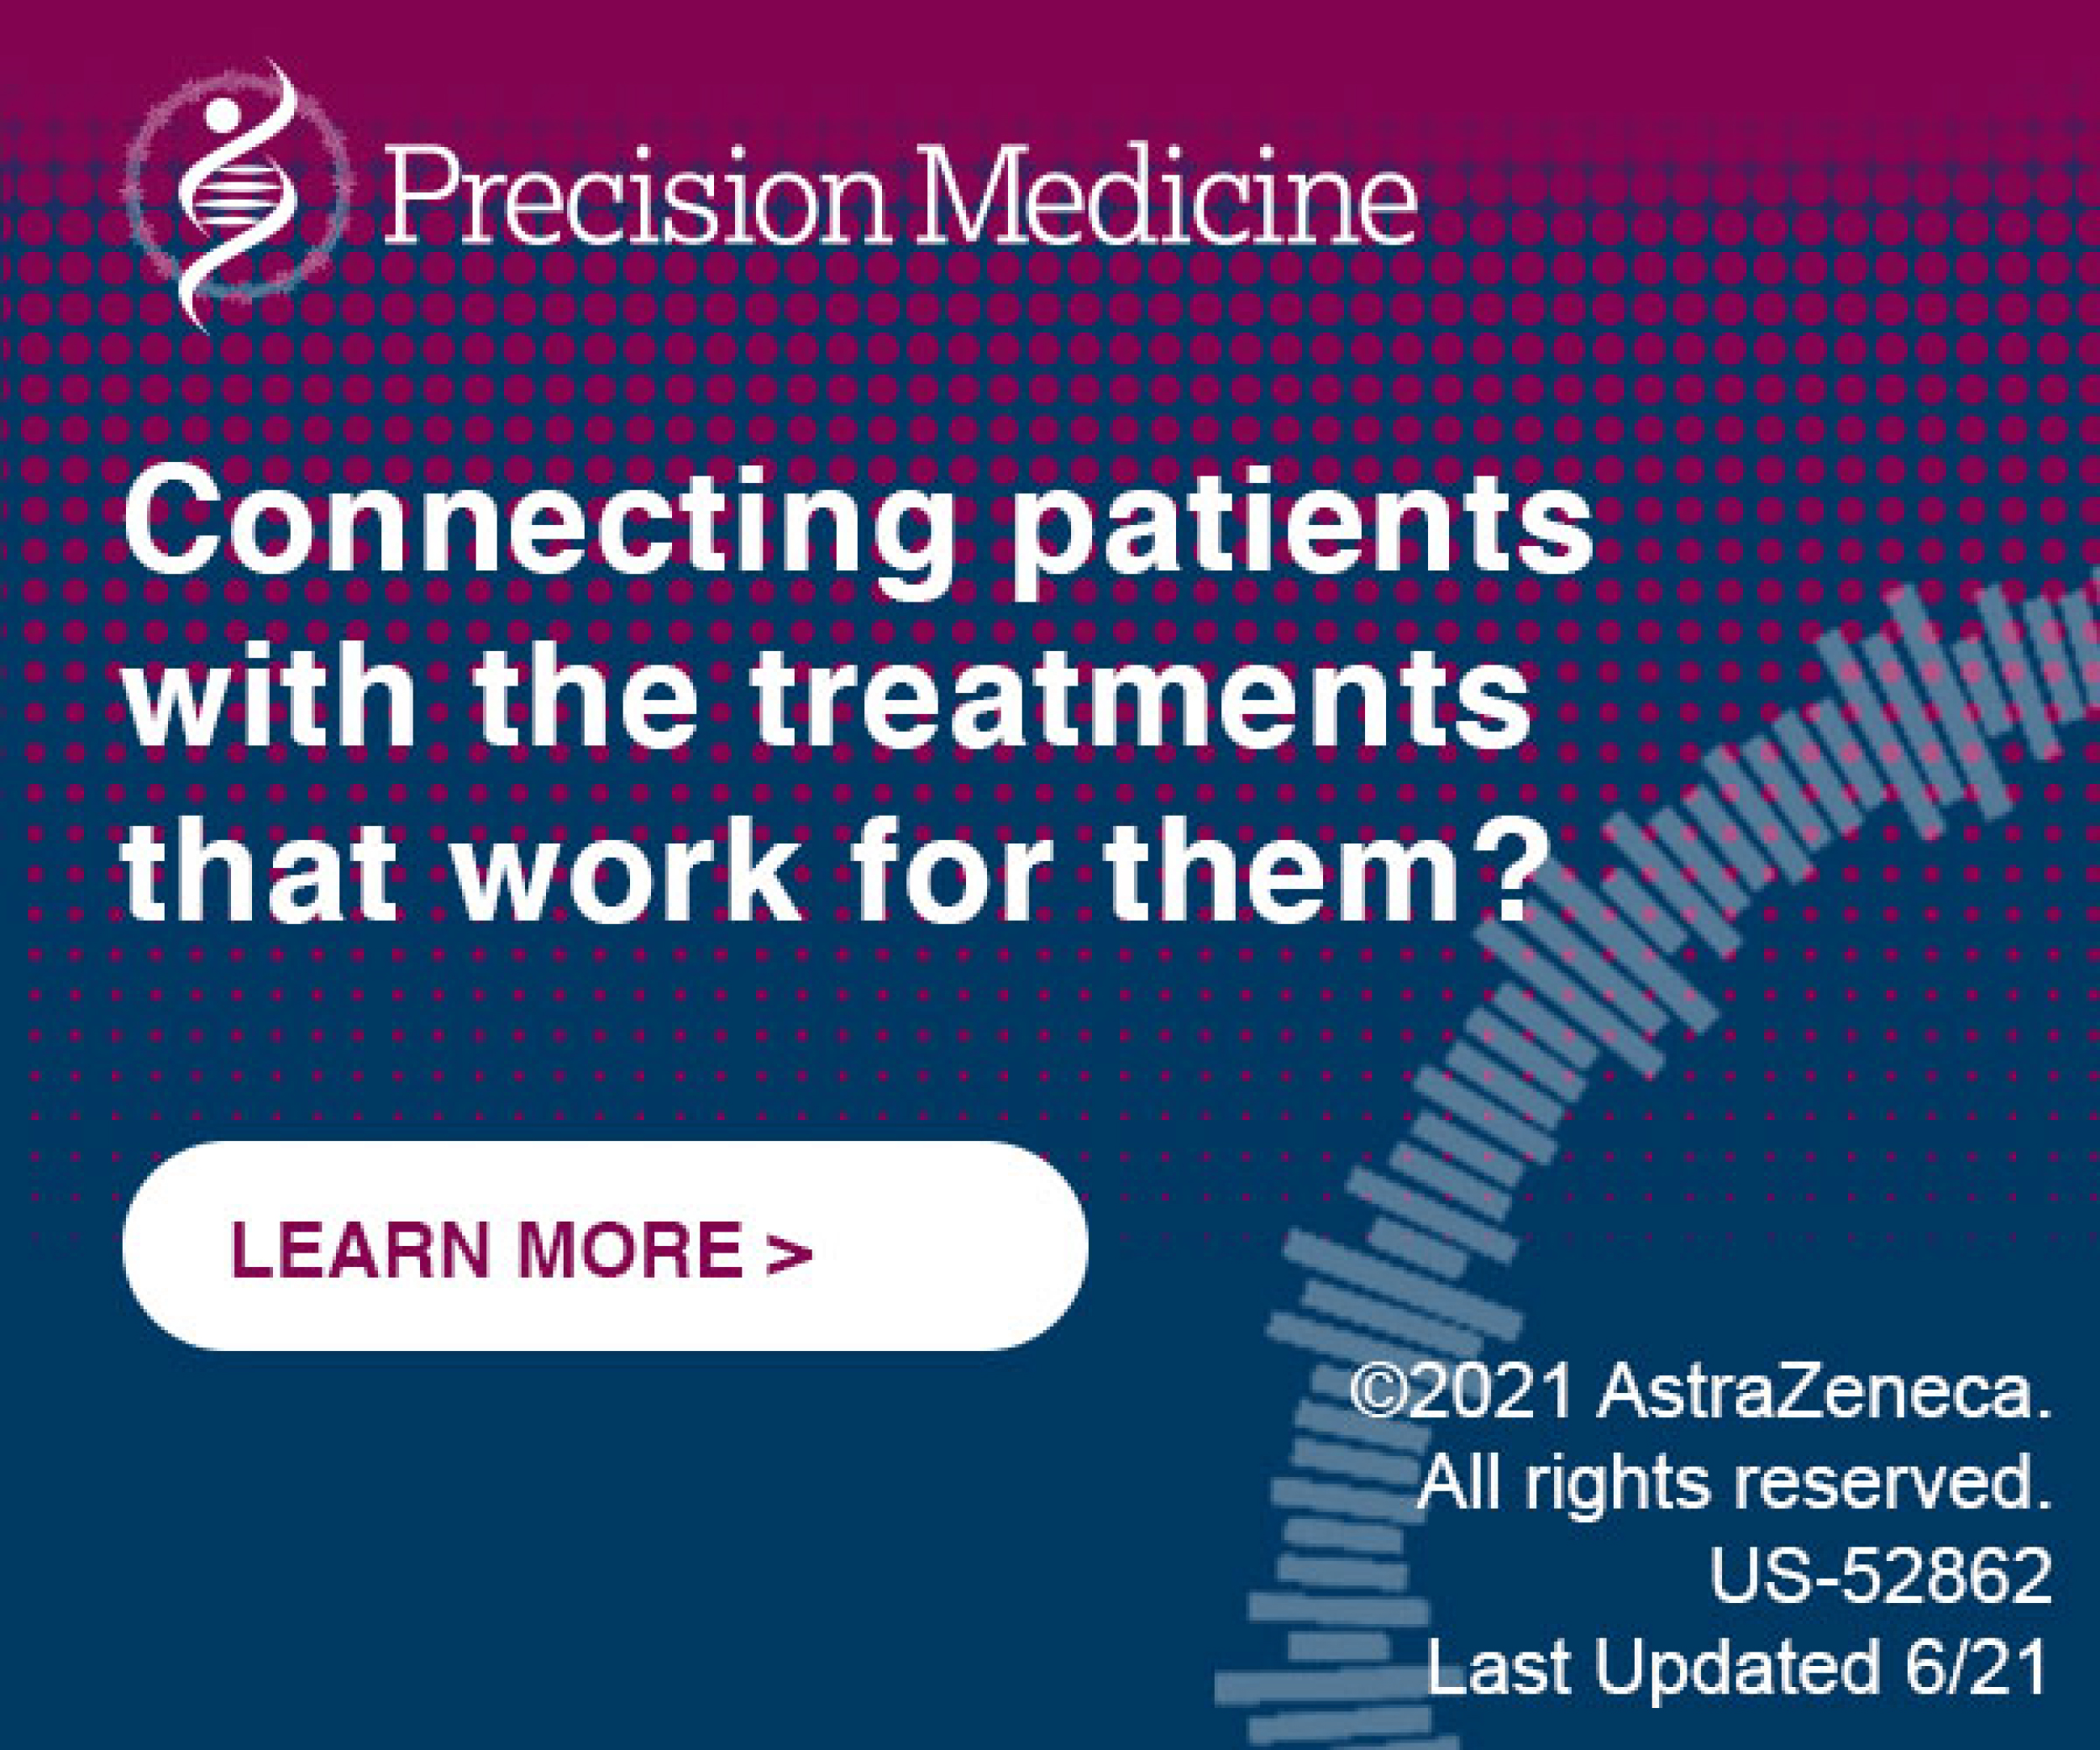 Precision Medicine
Connecting patients
with the treatments
that work for them?
LEARN MORE >
©2021 AstraZeneca.
All rights reserved.
US-52862
Last Updated 6/21